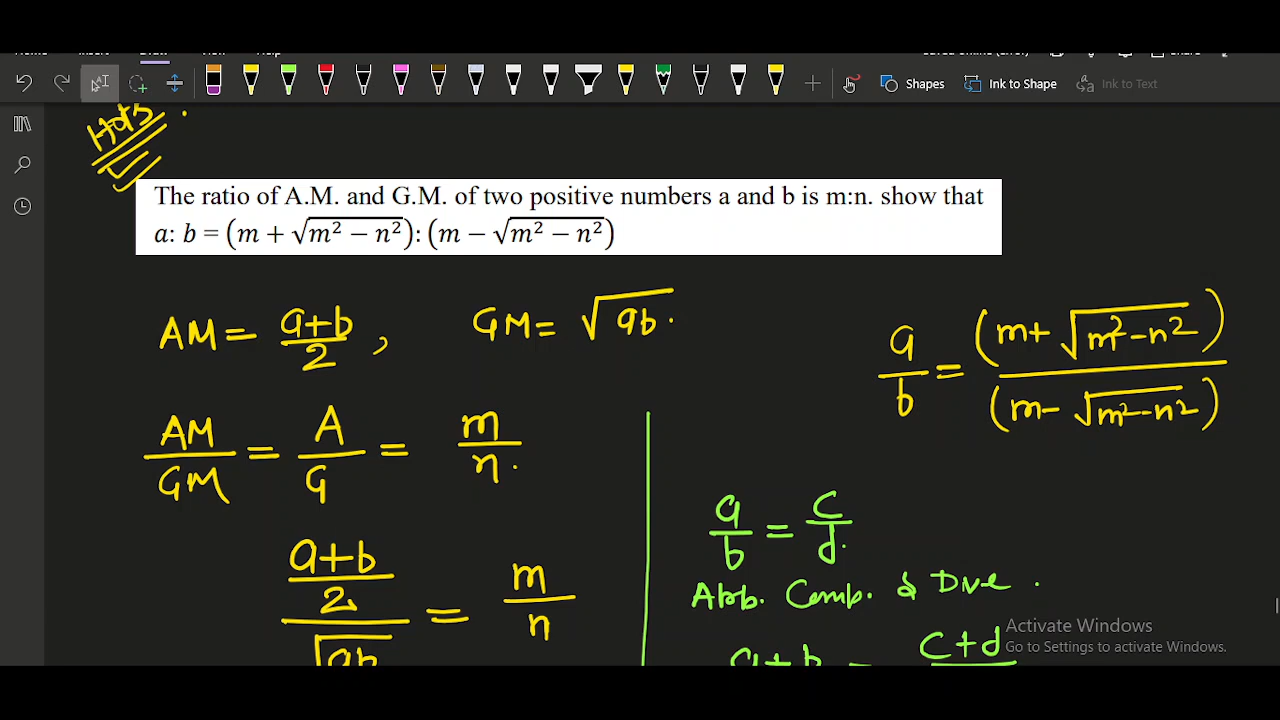 Shapes
Ink to Shape
Ink to Text
Hots
The ratio of A.M. and G.M. of two positive numbers a and b is m:n. show that
a: b = (m + √m² − n²): (m − √m² − n²)
AM = a+b/2 , GM = √ab.
a/b = (m+ √m²-n²)/(m- √m²-n²)
AM/GM = A/G = m/n.
a/b = c/d.
a+b/2/√ab = m/n
Comp. & Dive.
a+b = c+d
Activate Windows
Go to Settings to activate Windows.